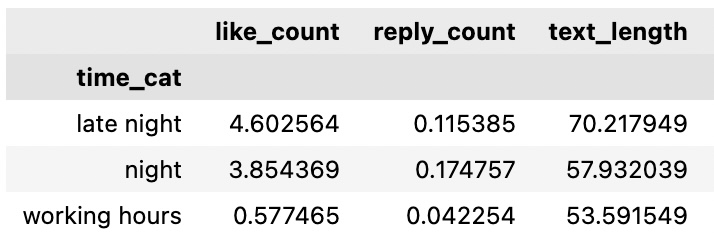 like_count reply_count text_length
time_cat
late night 4.602564 0.115385 70.217949
night 3.854369 0.174757 57.932039
working hours 0.577465 0.042254 53.591549